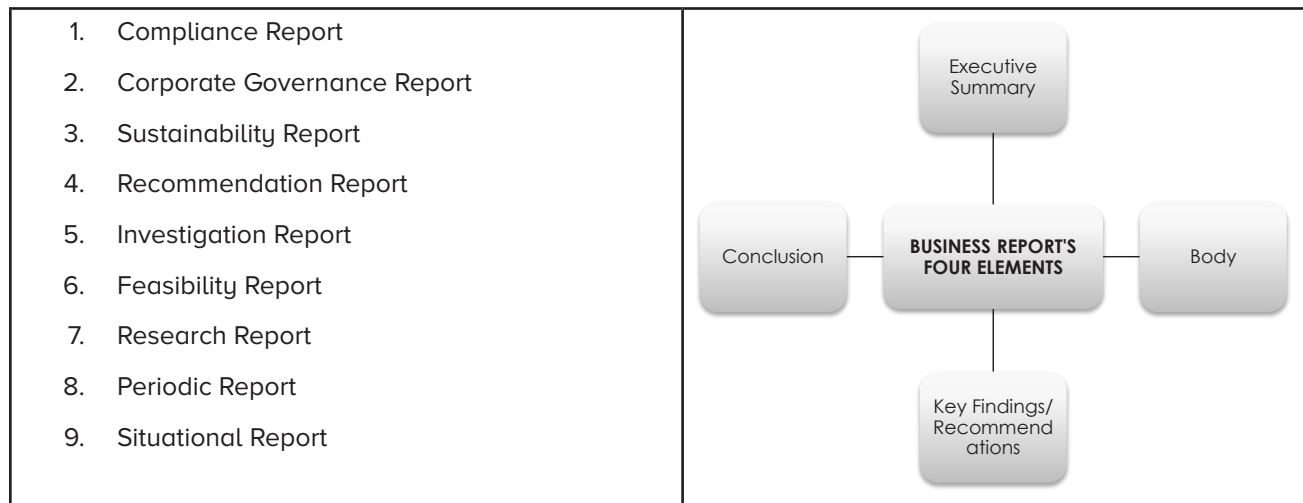 1. Compliance Report
2. Corporate Governance Report
3. Sustainability Report
4. Recommendation Report
5. Investigation Report
6. Feasibility Report
7. Research Report
8. Periodic Report
9. Situational Report
Executive
Summary
Conclusion
BUSINESS REPORT'S
FOUR ELEMENTS
Body
Key Findings/
Recommend
ations